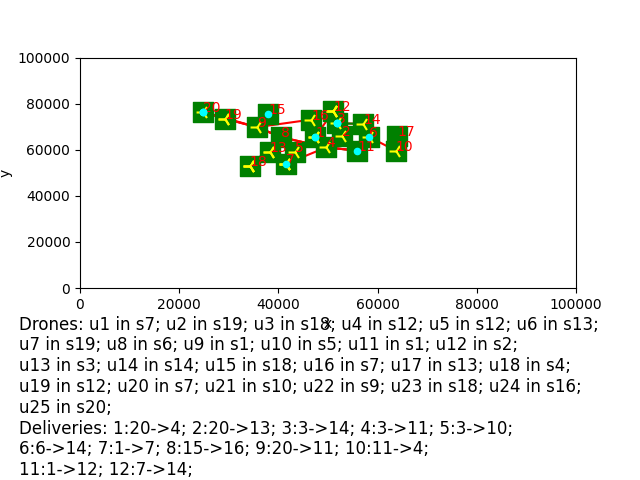 100000
80000
60000
40000
20000
0
y
0 20000 40000 60000 80000 100000
x
Drones: u1 in s7; u2 in s19; u3 in s18; u4 in s12; u5 in s12; u6 in s13;
u7 in s19; u8 in s6; u9 in s1; u10 in s5; u11 in s1; u12 in s2;
u13 in s3; u14 in s14; u15 in s18; u16 in s7; u17 in s13; u18 in s4;
u19 in s12; u20 in s7; u21 in s10; u22 in s9; u23 in s18; u24 in s16;
u25 in s20;
Deliveries: 1:20->4; 2:20->13; 3:3->14; 4:3->11; 5:3->10;
6:6->14; 7:1->7; 8:15->16; 9:20->11; 10:11->4;
11:1->12; 12:7->14;